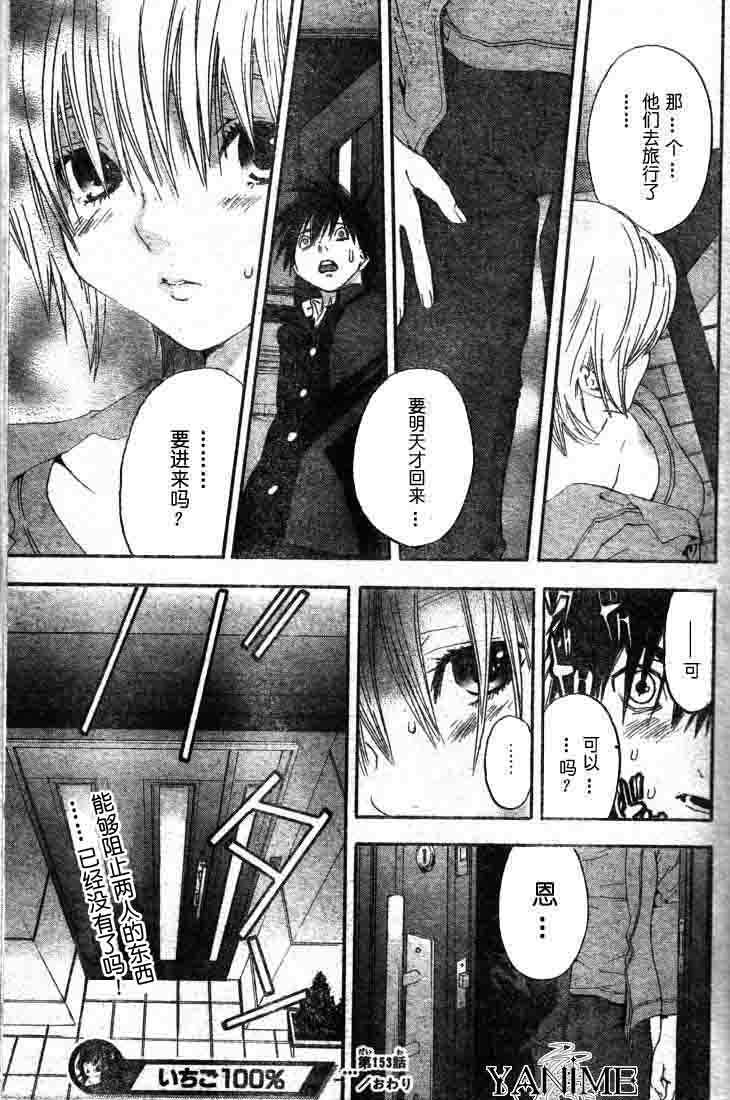 那…个…
他们去旅行了
……
要明天才回来
…
………
要进来吗？
——可
可以
…吗？
……
恩
…
能够阻止两人的东西
……已经没有了吗！
いちご100%
第153話
/おわり
YANIME